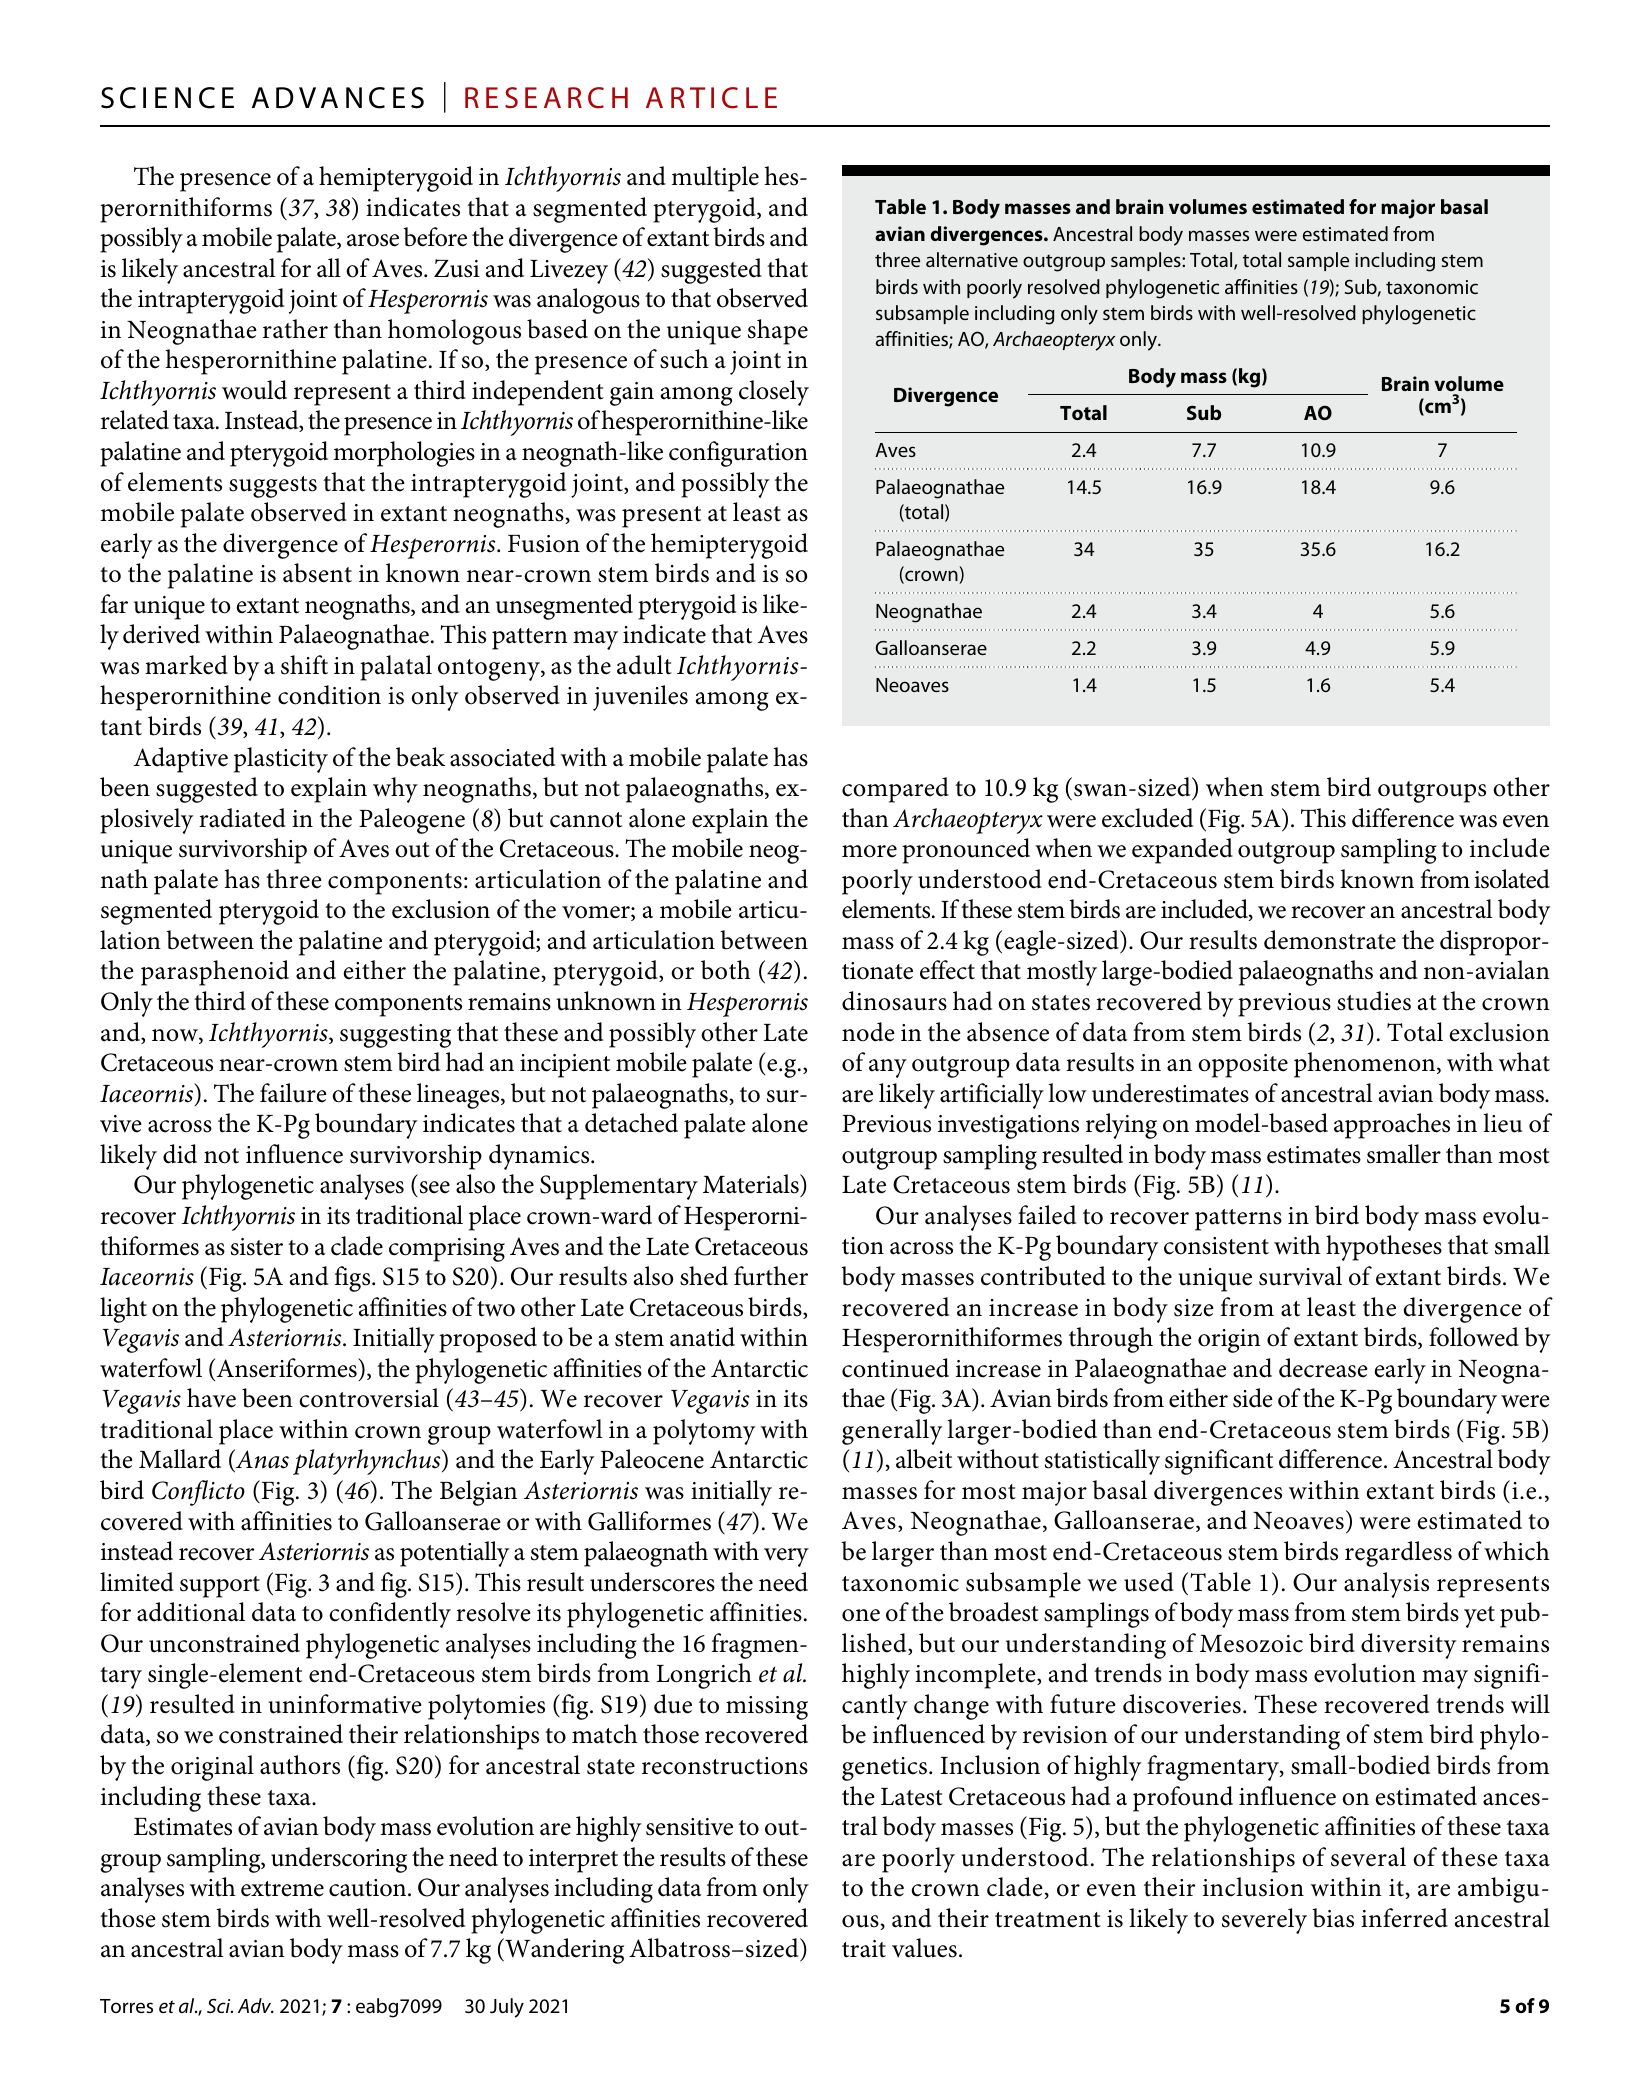 SCIENCE ADVANCES | RESEARCH ARTICLE
The presence of a hemipterygoid in Ichthyornis and multiple hes-
perornithiforms (37, 38) indicates that a segmented pterygoid, and
possibly a mobile palate, arose before the divergence of extant birds and
is likely ancestral for all of Aves. Zusi and Livezey (42) suggested that
the intrapterygoid joint of Hesperornis was analogous to that observed
in Neognathae rather than homologous based on the unique shape
of the hesperornithine palatine. If so, the presence of such a joint in
Ichthyornis would represent a third independent gain among closely
related taxa. Instead, the presence in Ichthyornis of hesperornithine-like
palatine and pterygoid morphologies in a neognath-like configuration
of elements suggests that the intrapterygoid joint, and possibly the
mobile palate observed in extant neognaths, was present at least as
early as the divergence of Hesperornis. Fusion of the hemipterygoid
to the palatine is absent in known near-crown stem birds and is so
far unique to extant neognaths, and an unsegmented pterygoid is like-
ly derived within Palaeognathae. This pattern may indicate that Aves
was marked by a shift in palatal ontogeny, as the adult Ichthyornis-
hesperornithine condition is only observed in juveniles among ex-
tant birds (39, 41, 42).
Adaptive plasticity of the beak associated with a mobile palate has
been suggested to explain why neognaths, but not palaeognaths, ex-
plosively radiated in the Paleogene (8) but cannot alone explain the
unique survivorship of Aves out of the Cretaceous. The mobile neog-
nath palate has three components: articulation of the palatine and
segmented pterygoid to the exclusion of the vomer; a mobile articu-
lation between the palatine and pterygoid; and articulation between
the parasphenoid and either the palatine, pterygoid, or both (42).
Only the third of these components remains unknown in Hesperornis
and, now, Ichthyornis, suggesting that these and possibly other Late
Cretaceous near-crown stem bird had an incipient mobile palate (e.g.,
Iaceornis). The failure of these lineages, but not palaeognaths, to sur-
vive across the K-Pg boundary indicates that a detached palate alone
likely did not influence survivorship dynamics.
Our phylogenetic analyses (see also the Supplementary Materials)
recover Ichthyornis in its traditional place crown-ward of Hesperorni-
thiformes as sister to a clade comprising Aves and the Late Cretaceous
Iaceornis (Fig. 5A and figs. S15 to S20). Our results also shed further
light on the phylogenetic affinities of two other Late Cretaceous birds,
Vegavis and Asteriornis. Initially proposed to be a stem anatid within
waterfowl (Anseriformes), the phylogenetic affinities of the Antarctic
Vegavis have been controversial (43–45). We recover Vegavis in its
traditional place within crown group waterfowl in a polytomy with
the Mallard (Anas platyrhynchus) and the Early Paleocene Antarctic
bird Conflicto (Fig. 3) (46). The Belgian Asteriornis was initially re-
covered with affinities to Galloanserae or with Galliformes (47). We
instead recover Asteriornis as potentially a stem palaeognath with very
limited support (Fig. 3 and fig. S15). This result underscores the need
for additional data to confidently resolve its phylogenetic affinities.
Our unconstrained phylogenetic analyses including the 16 fragmen-
tary single-element end-Cretaceous stem birds from Longrich et al.
(19) resulted in uninformative polytomies (fig. S19) due to missing
data, so we constrained their relationships to match those recovered
by the original authors (fig. S20) for ancestral state reconstructions
including these taxa.
Estimates of avian body mass evolution are highly sensitive to out-
group sampling, underscoring the need to interpret the results of these
analyses with extreme caution. Our analyses including data from only
those stem birds with well-resolved phylogenetic affinities recovered
an ancestral avian body mass of 7.7 kg (Wandering Albatross–sized)
Table 1. Body masses and brain volumes estimated for major basal
avian divergences. Ancestral body masses were estimated from
three alternative outgroup samples: Total, total sample including stem
birds with poorly resolved phylogenetic affinities (19); Sub, taxonomic
subsample including only stem birds with well-resolved phylogenetic
affinities; AO, Archaeopteryx only.
Divergence Body mass (kg) Brain volume (cm3)
Total Sub AO
Aves 2.4 7.7 10.9 7
Palaeognathae 14.5 16.9 18.4 9.6
(total)
Palaeognathae 34 35 35.6 16.2
(crown)
Neognathae 2.4 3.4 4 5.6
Galloanserae 2.2 3.9 4.9 5.9
Neoaves 1.4 1.5 1.6 5.4
compared to 10.9 kg (swan-sized) when stem bird outgroups other
than Archaeopteryx were excluded (Fig. 5A). This difference was even
more pronounced when we expanded outgroup sampling to include
poorly understood end-Cretaceous stem birds known from isolated
elements. If these stem birds are included, we recover an ancestral body
mass of 2.4 kg (eagle-sized). Our results demonstrate the dispropor-
tionate effect that mostly large-bodied palaeognaths and non-avialan
dinosaurs had on states recovered by previous studies at the crown
node in the absence of data from stem birds (2, 31). Total exclusion
of any outgroup data results in an opposite phenomenon, with what
are likely artificially low underestimates of ancestral avian body mass.
Previous investigations relying on model-based approaches in lieu of
outgroup sampling resulted in body mass estimates smaller than most
Late Cretaceous stem birds (Fig. 5B) (11).
Our analyses failed to recover patterns in bird body mass evolu-
tion across the K-Pg boundary consistent with hypotheses that small
body masses contributed to the unique survival of extant birds. We
recovered an increase in body size from at least the divergence of
Hesperornithiformes through the origin of extant birds, followed by
continued increase in Palaeognathae and decrease early in Neogna-
thae (Fig. 3A). Avian birds from either side of the K-Pg boundary were
generally larger-bodied than end-Cretaceous stem birds (Fig. 5B)
(11), albeit without statistically significant difference. Ancestral body
masses for most major basal divergences within extant birds (i.e.,
Aves, Neognathae, Galloanserae, and Neoaves) were estimated to
be larger than most end-Cretaceous stem birds regardless of which
taxonomic subsample we used (Table 1). Our analysis represents
one of the broadest samplings of body mass from stem birds yet pub-
lished, but our understanding of Mesozoic bird diversity remains
highly incomplete, and trends in body mass evolution may signifi-
cantly change with future discoveries. These recovered trends will
be influenced by revision of our understanding of stem bird phylo-
genetics. Inclusion of highly fragmentary, small-bodied birds from
the Latest Cretaceous had a profound influence on estimated ances-
tral body masses (Fig. 5), but the phylogenetic affinities of these taxa
are poorly understood. The relationships of several of these taxa
to the crown clade, or even their inclusion within it, are ambigu-
ous, and their treatment is likely to severely bias inferred ancestral
trait values.
Torres et al., Sci. Adv. 2021; 7 : eabg7099 30 July 2021
5 of 9